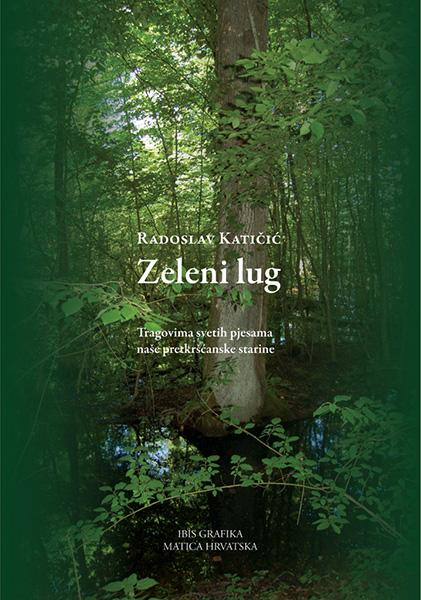 RADOSLAV KATIČIĆ
Zeleni lug
Tragovima svetih pjesama
naše pretkršćanske starine
IBIS GRAFIKA
MATICA HRVATSKA